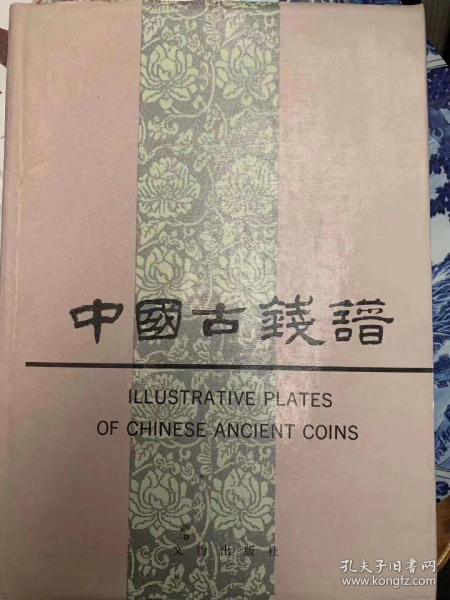 中國古錢譜
ILLUSTRATIVE PLATES
OF CHINESE ANCIENT COINS
文物出版社
孔夫子旧书网
www.kongfz.com